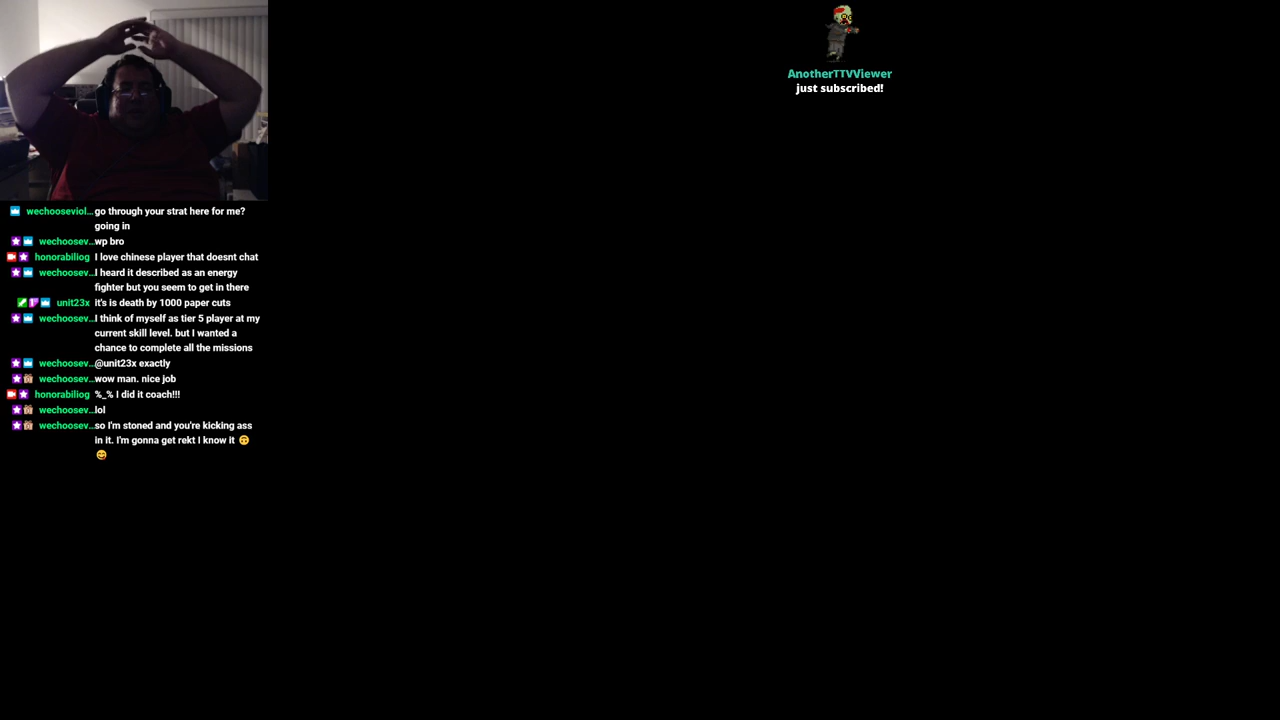 AnotherTTVViewer
just subscribed!
wechooseviol... go through your strat here for me?
going in
wechoosev... wp bro
honorabiliog I love chinese player that doesnt chat
wechoosev... I heard it described as an energy
fighter but you seem to get in there
unit23x it's is death by 1000 paper cuts
wechoosev... I think of myself as tier 5 player at my
current skill level. but I wanted a
chance to complete all the missions
wechoosev... @unit23x exactly
wechoosev... wow man. nice job
honorabiliog %_% I did it coach!!!
wechoosev... lol
wechoosev... so I'm stoned and you're kicking ass
in it. I'm gonna get rekt I know it 🙃
😄